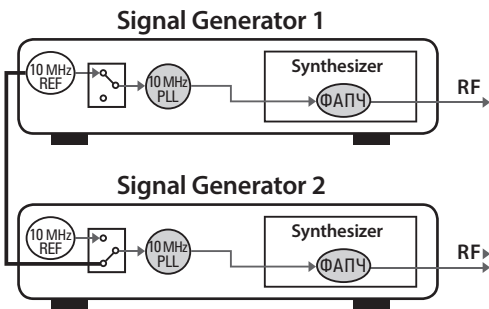 Signal Generator 1
10 MHz
REF
10 MHz
PLL
Synthesizer
ФАПЧ
RF
Signal Generator 2
10 MHz
REF
10 MHz
PLL
Synthesizer
ФАПЧ
RF